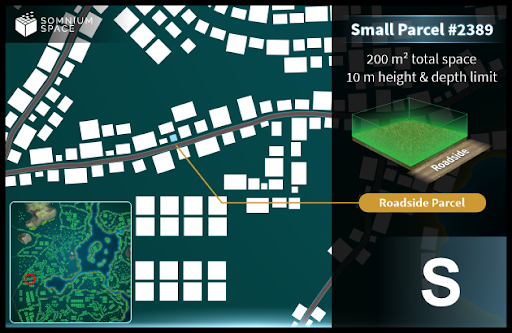 SOMNIUM
SPACE
Small Parcel #2389
200 m² total space
10 m height & depth limit
Roadside
Roadside Parcel
S